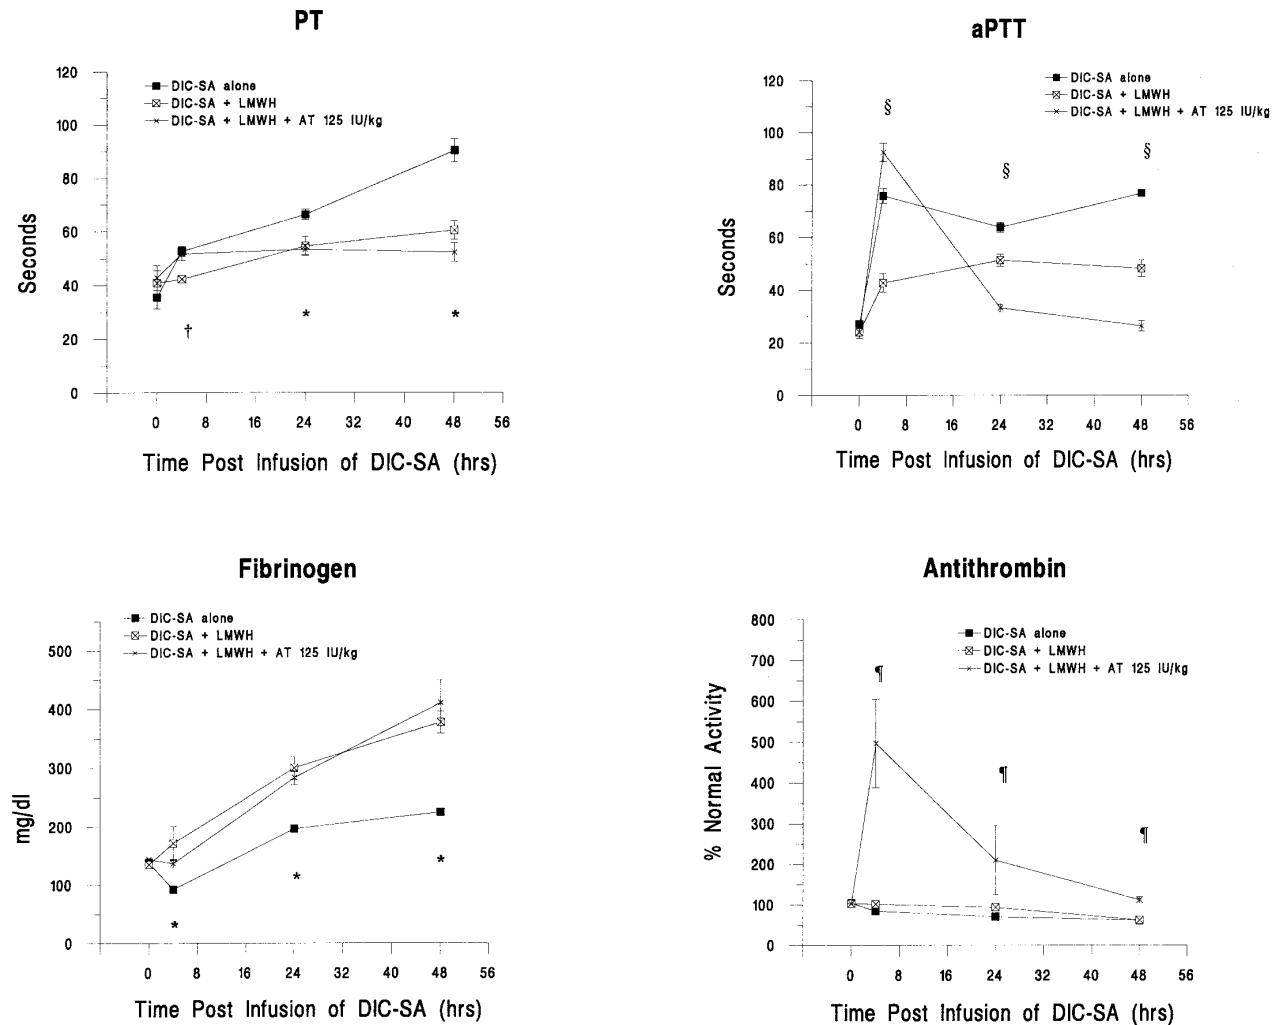 PT
DIC-SA alone
DIC-SA + LMWH
DIC-SA + LMWH + AT 125 IU/kg
120
100
80
60
40
20
0
Seconds
†
*
*
0 8 16 24 32 40 48 56
Time Post Infusion of DIC-SA (hrs)
aPTT
DIC-SA alone
DIC-SA + LMWH
DIC-SA + LMWH + AT 125 IU/kg
120
100
80
60
40
20
0
Seconds
§
§
§
0 8 16 24 32 40 48 56
Time Post Infusion of DIC-SA (hrs)
Fibrinogen
DIC-SA alone
DIC-SA + LMWH
DIC-SA + LMWH + AT 125 IU/kg
500
400
300
200
100
0
mg/dl
*
*
*
0 8 16 24 32 40 48 56
Time Post Infusion of DIC-SA (hrs)
Antithrombin
DIC-SA alone
DIC-SA + LMWH
DIC-SA + LMWH + AT 125 IU/kg
800
700
600
500
400
300
200
100
0
% Normal Activity
¶
¶
¶
0 8 16 24 32 40 48 56
Time Post Infusion of DIC-SA (hrs)